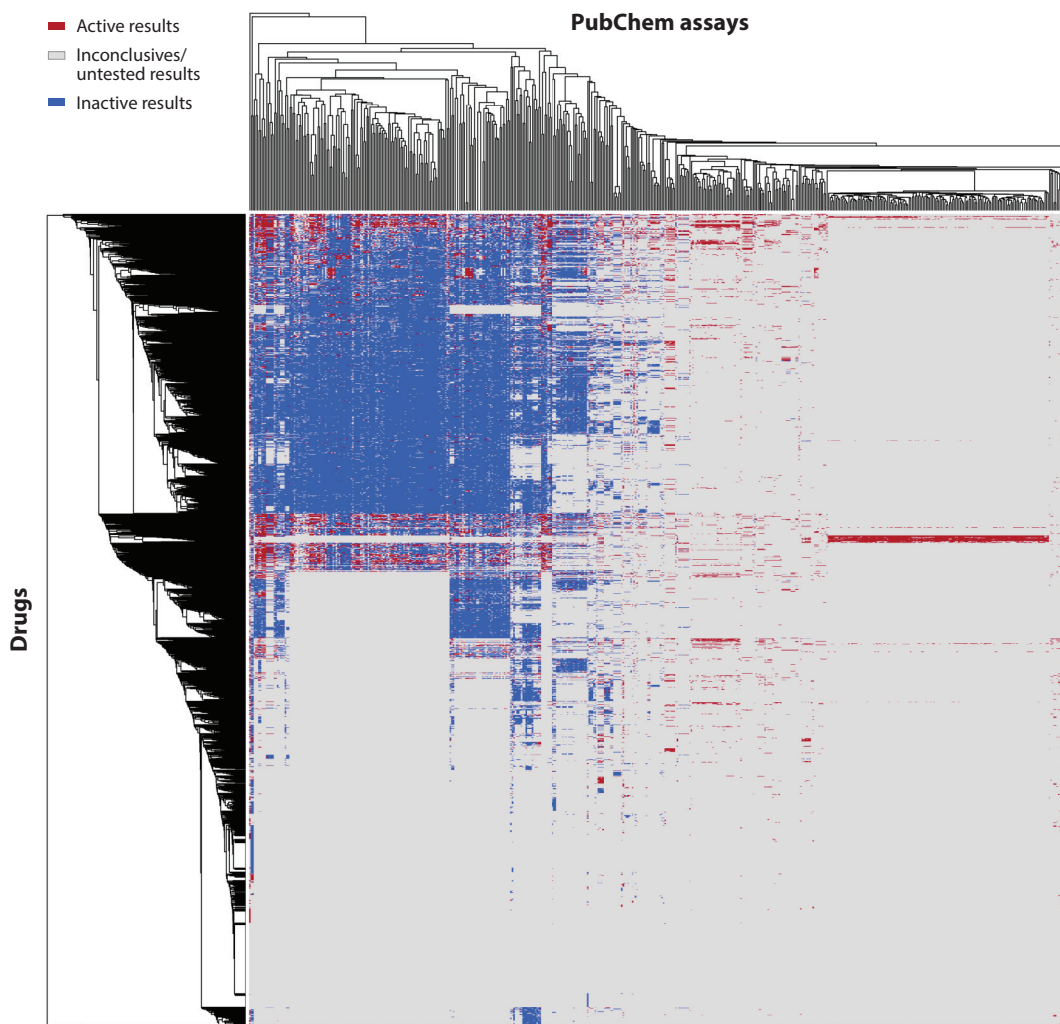 PubChem assays
Active results
Inconclusives/
untested results
Inactive results
Drugs